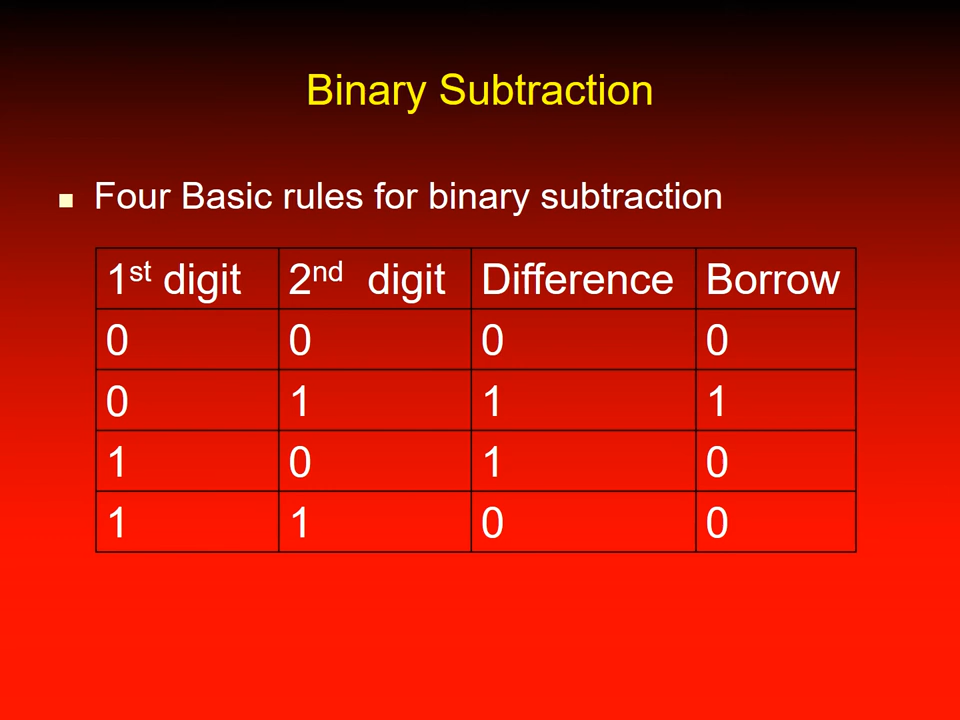 Binary Subtraction
Four Basic rules for binary subtraction
1st digit 2nd digit Difference Borrow
0 0 0 0
0 1 1 1
1 0 1 0
1 1 0 0